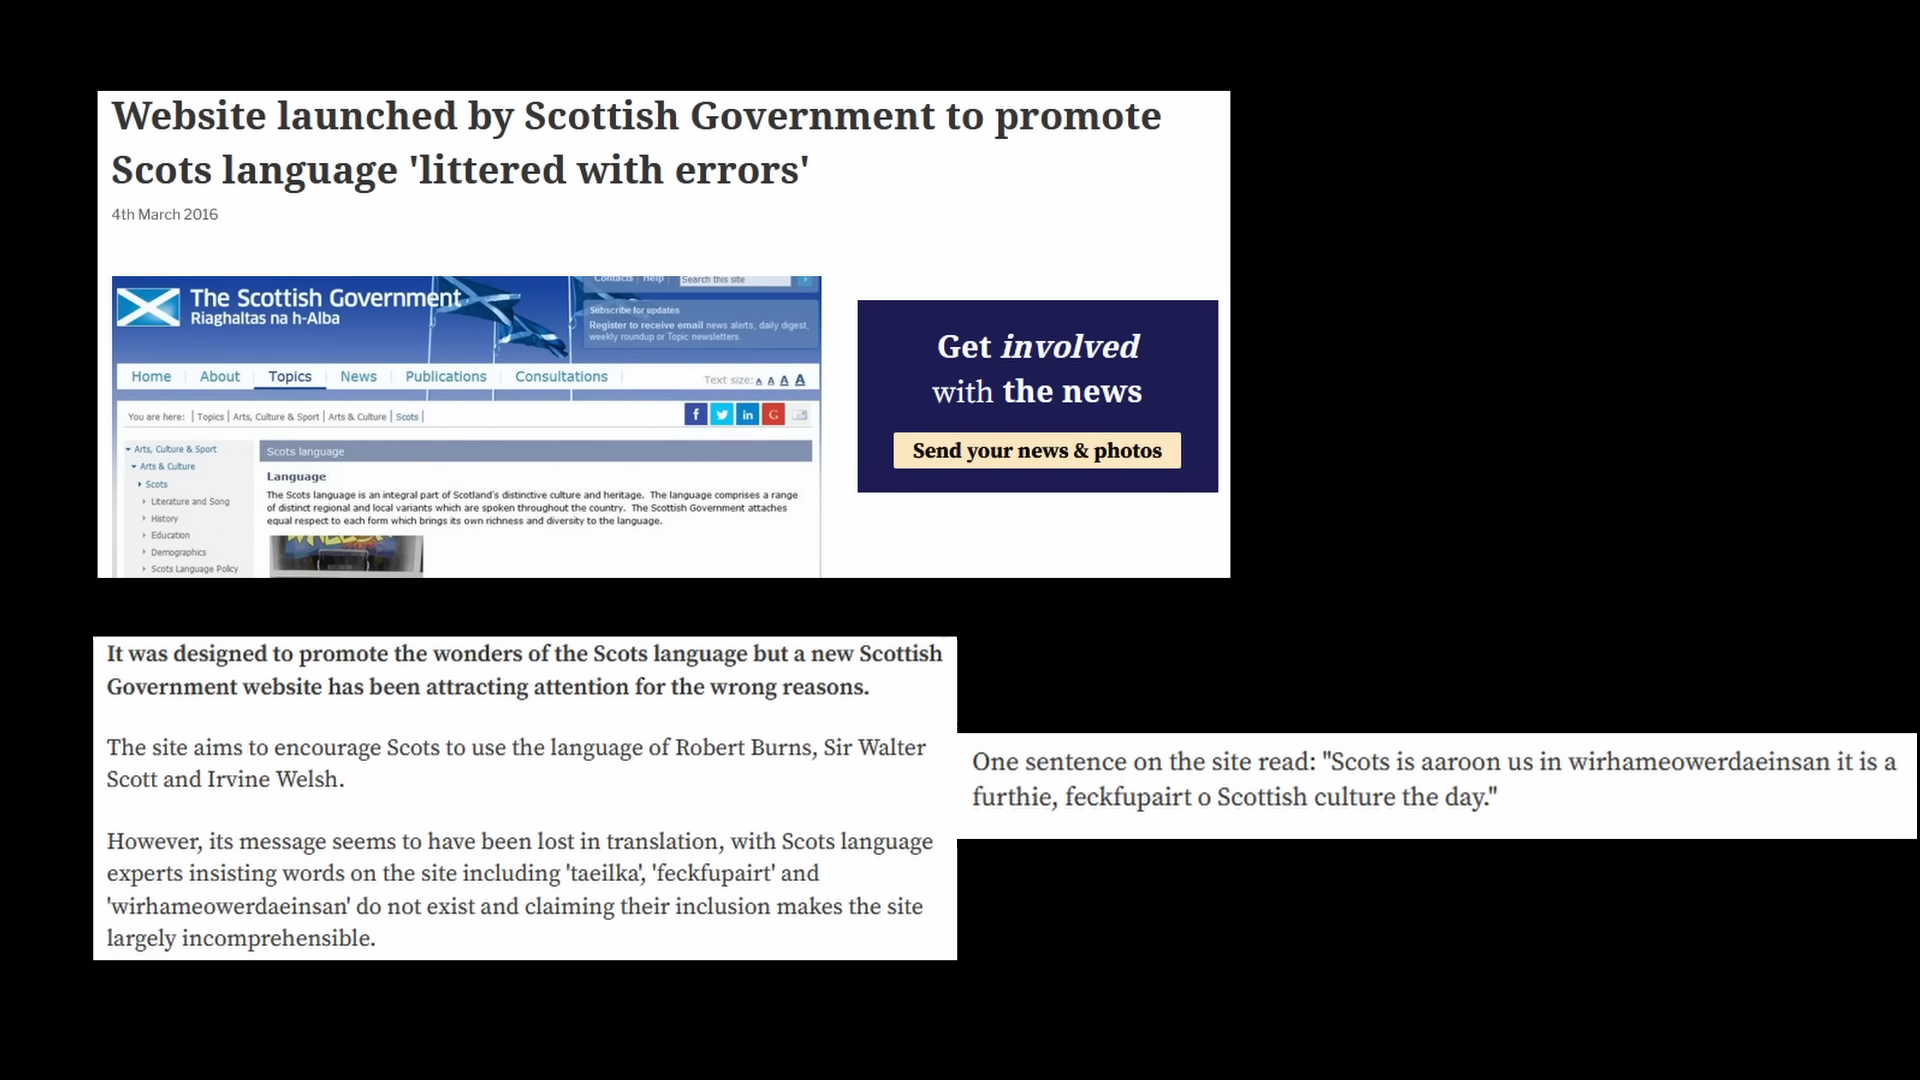 Website launched by Scottish Government to promote
Scots language 'littered with errors'
4th March 2016
The Scottish Government
Riaghaltas na h-Alba
Contacts | Help | Search this site
Subscribe for updates
Register to receive email news alerts, daily digest,
weekly roundup or Topic newsletters.
Home About Topics News Publications Consultations
Text size: A A A A
You are here: | Topics | Arts, Culture & Sport | Arts & Culture | Scots |
f in G
Arts, Culture & Sport
Arts & Culture
Scots
Literature and Song
History
Education
Demographics
Scots Language Policy
Scots language
Language
The Scots language is an integral part of Scotland's distinctive culture and heritage. The language comprises a range
of distinct regional and local variants which are spoken throughout the country. The Scottish Government attaches
equal respect to each form which brings its own richness and diversity to the language.
Get involved
with the news
Send your news & photos
It was designed to promote the wonders of the Scots language but a new Scottish
Government website has been attracting attention for the wrong reasons.
The site aims to encourage Scots to use the language of Robert Burns, Sir Walter
Scott and Irvine Welsh.
However, its message seems to have been lost in translation, with Scots language
experts insisting words on the site including 'taeilka', 'feckfupairt' and
'wirhameowerdaeinsan' do not exist and claiming their inclusion makes the site
largely incomprehensible.
One sentence on the site read: "Scots is aaroon us in wirhameowerdaeinsan it is a
furthie, feckfupairt o Scottish culture the day."